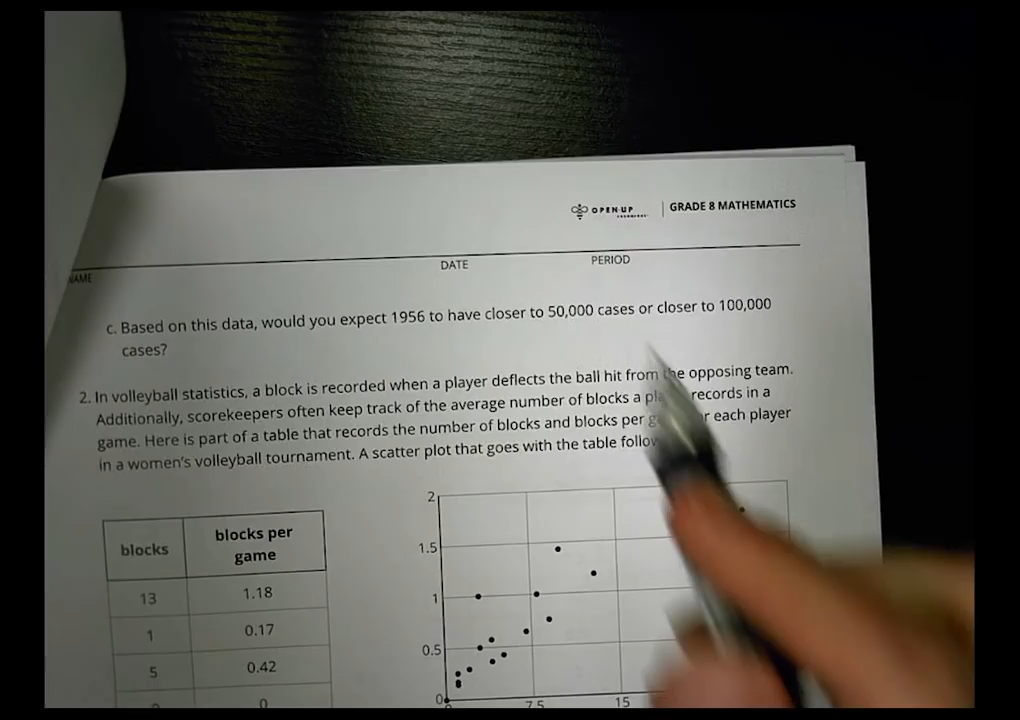 OPEN UP
GRADE 8 MATHEMATICS
DATE
PERIOD
c. Based on this data, would you expect 1956 to have closer to 50,000 cases or closer to 100,000
cases?
2. In volleyball statistics, a block is recorded when a player deflects the ball hit from the opposing team.
Additionally, scorekeepers often keep track of the average number of blocks a records in a
game. Here is part of a table that records the number of blocks and blocks per each player
in a women's volleyball tournament. A scatter plot that goes with the table
blocks
blocks per
game
13 1.18
1 0.17
5 0.42
0
2
1.5
1
0.5
0
7.5 15